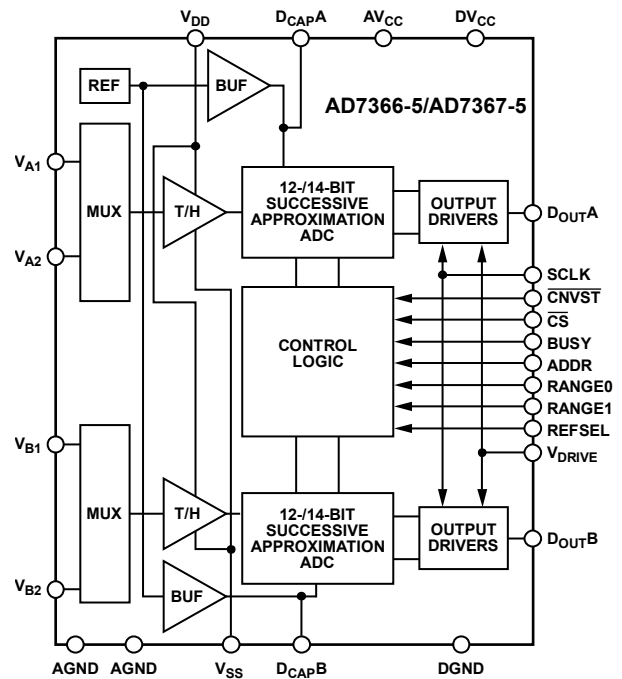 VDD
DCAPA
AVCC
DVCC
REF
BUF
AD7366-5/AD7367-5
VA1
MUX
VA2
T/H
12-/14-BIT
SUCCESSIVE
APPROXIMATION
ADC
OUTPUT
DRIVERS
DOUTA
SCLK
CNVST
CS
BUSY
ADDR
RANGE0
RANGE1
REFSEL
VDRIVE
CONTROL
LOGIC
VB1
MUX
VB2
T/H
BUF
12-/14-BIT
SUCCESSIVE
APPROXIMATION
ADC
OUTPUT
DRIVERS
DOUTB
AGND
AGND
VSS
DCAPB
DGND